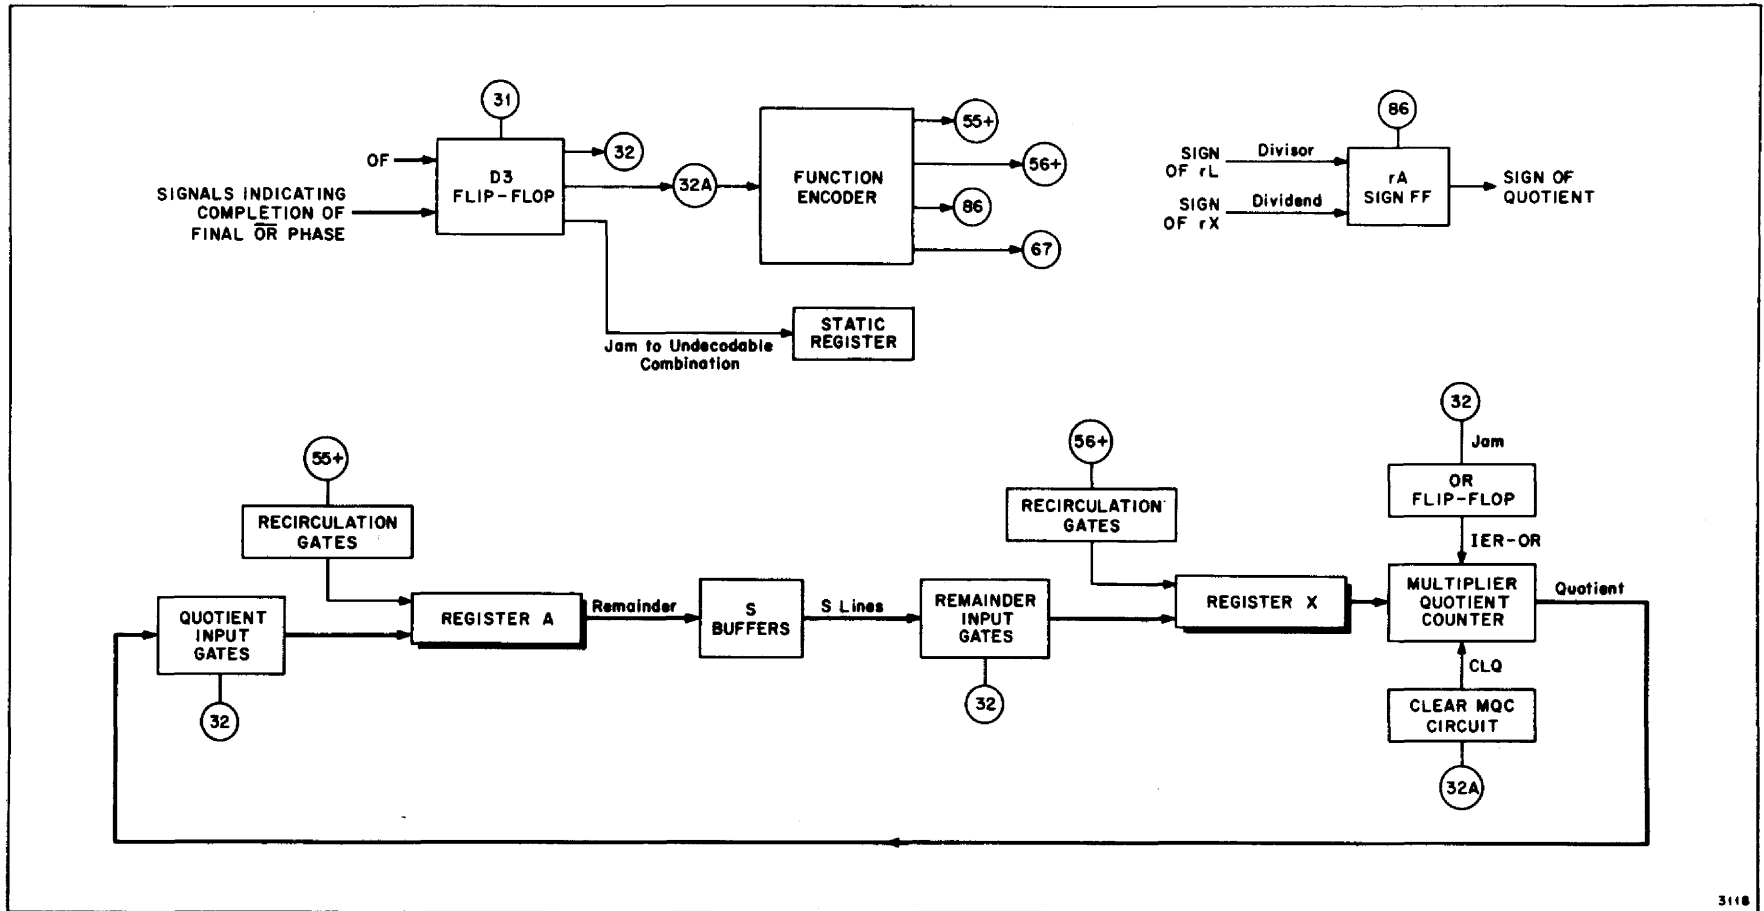 31
OF
D3
FLIP-FLOP
32
32A
SIGNALS INDICATING
COMPLETION OF
FINAL O̅R̅ PHASE
FUNCTION
ENCODER
55+
56+
86
67
Jam to Undecodable
Combination
STATIC
REGISTER
86
SIGN
OF rL
Divisor
SIGN
OF rX
Dividend
rA
SIGN FF
SIGN OF
QUOTIENT
55+
RECIRCULATION
GATES
56+
RECIRCULATION
GATES
32
Jam
OR
FLIP-FLOP
IER-OR
QUOTIENT
INPUT
GATES
32
REGISTER A
Remainder
S
BUFFERS
S Lines
REMAINDER
INPUT
GATES
32
REGISTER X
MULTIPLIER
QUOTIENT
COUNTER
Quotient
CLQ
CLEAR MQC
CIRCUIT
32A
3118